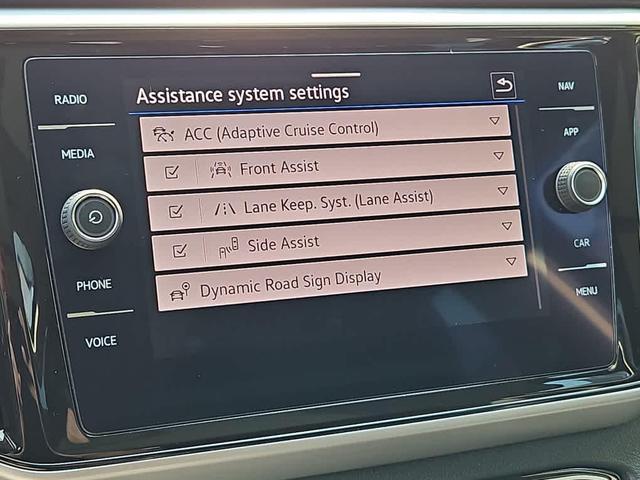 RADIO
MEDIA
PHONE
VOICE
Assistance system settings
ACC (Adaptive Cruise Control)
Front Assist
Lane Keep. Syst. (Lane Assist)
Side Assist
Dynamic Road Sign Display
NAV
APP
CAR
MENU